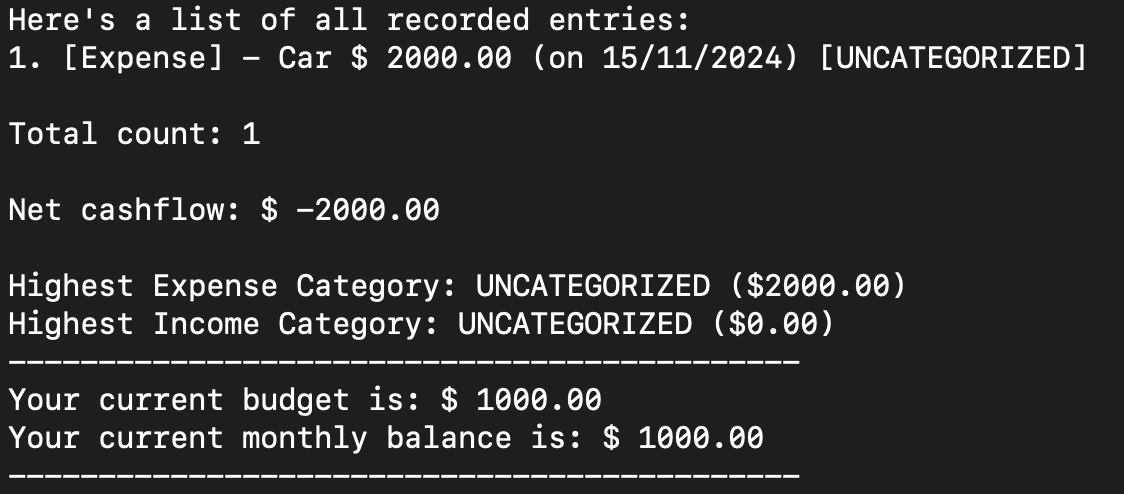 Here's a list of all recorded entries:
1. [Expense] - Car $ 2000.00 (on 15/11/2024) [UNCATEGORIZED]
Total count: 1
Net cashflow: $ -2000.00
Highest Expense Category: UNCATEGORIZED ($2000.00)
Highest Income Category: UNCATEGORIZED ($0.00)
--------------------------------------------
Your current budget is: $ 1000.00
Your current monthly balance is: $ 1000.00
--------------------------------------------